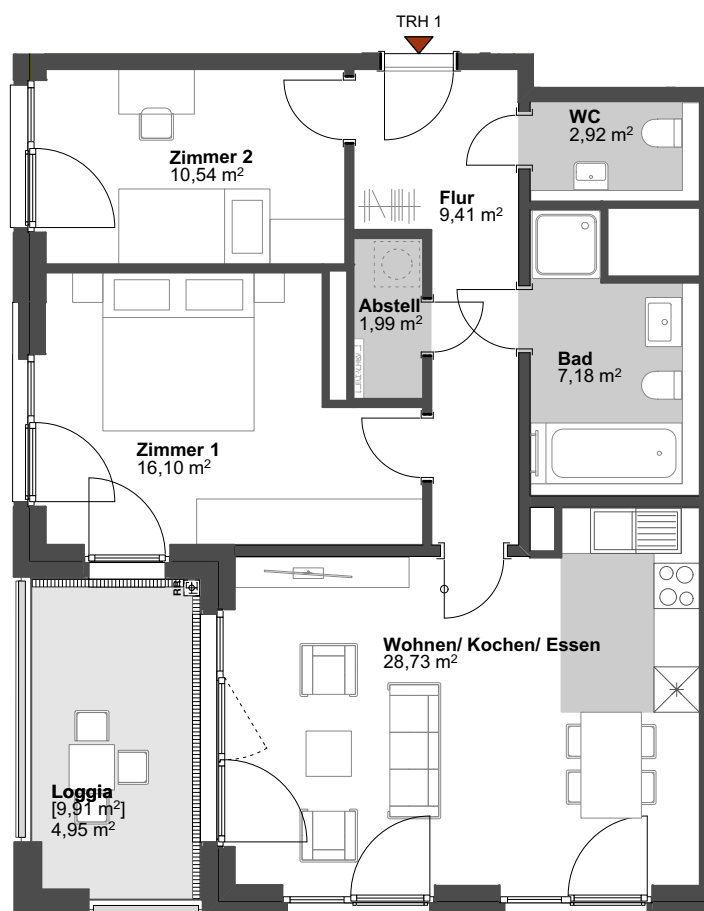 TRH 1
WC
2,92 m²
Zimmer 2
10,54 m²
Flur
9,41 m²
Abstell
1,99 m²
Bad
7,18 m²
Zimmer 1
16,10 m²
RR
Wohnen/ Kochen/ Essen
28,73 m²
Loggia
[9,91 m²]
4,95 m²